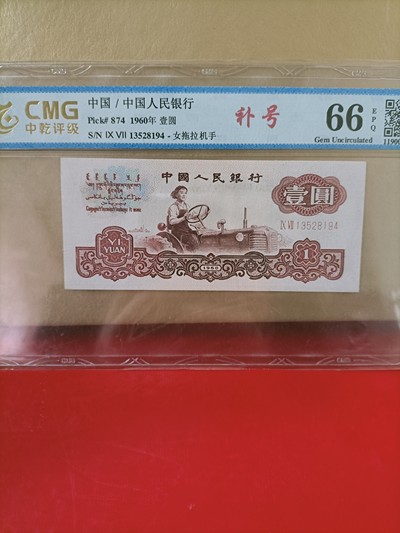 CMG
中乾评级
中国 / 中国人民银行
Pick# 874 1960年 壹圆
S/N IX VII 13528194 - 女拖拉机手
补号
66
EPQ
Gem Uncirculated
中國人民銀行
壹圓
IX VII 13528194
YI YUAN
1960
1